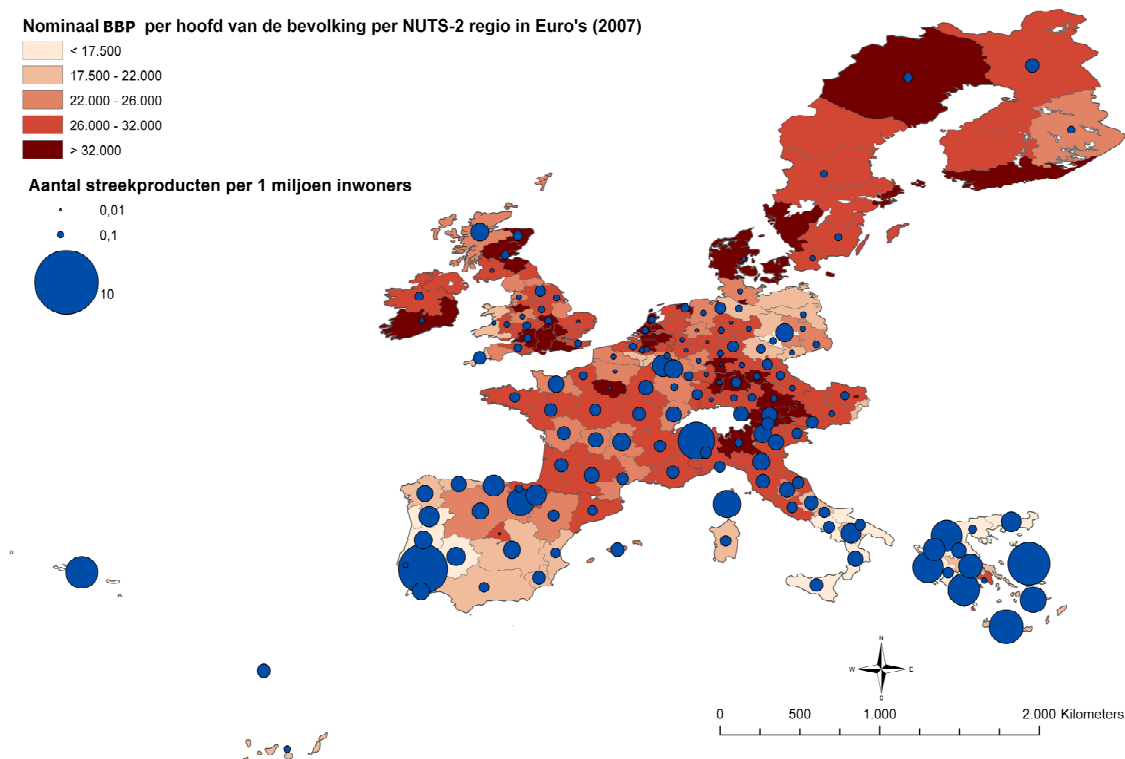 Nominaal BBP per hoofd van de bevolking per NUTS-2 regio in Euro's (2007)
< 17.500
17.500 - 22.000
22.000 - 26.000
26.000 - 32.000
> 32.000
Aantal streekproducten per 1 miljoen inwoners
0,01
0,1
10
N
W E
S
0 500 1.000 2.000 Kilometers